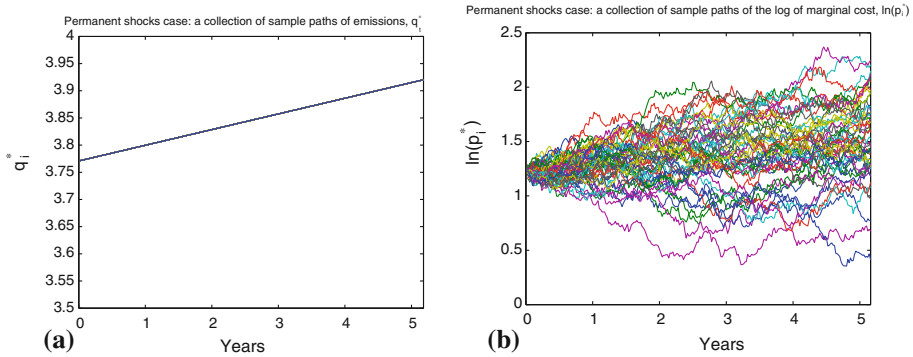 Permanent shocks case: a collection of sample paths of emissions, q*t
4
3.95
3.9
3.85
3.8
3.75
3.7
3.65
3.6
3.55
3.5
q*i
0 1 2 3 4 5
Years
(a)
Permanent shocks case: a collection of sample paths of the log of marginal cost, ln(p*i)
2.5
2
1.5
1
0.5
0
ln(p*i)
0 1 2 3 4 5
Years
(b)